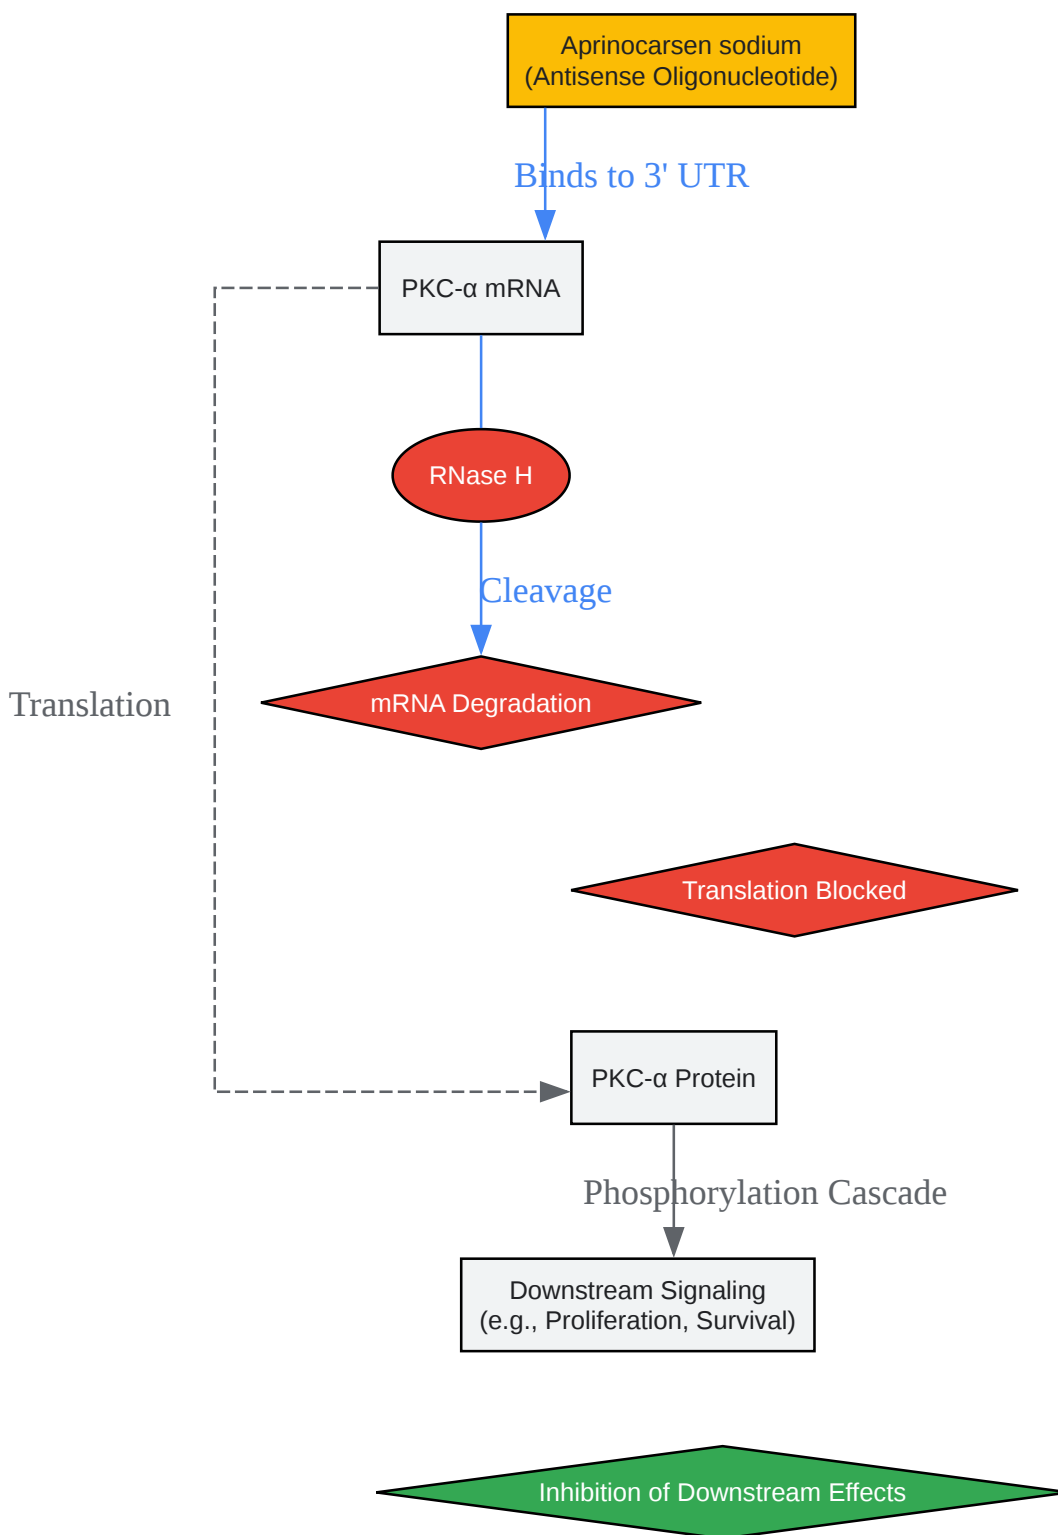 Aprinocarsen sodium
(Antisense Oligonucleotide)
Binds to 3' UTR
PKC-α mRNA
RNase H
Cleavage
mRNA Degradation
Translation
Translation Blocked
PKC-α Protein
Phosphorylation Cascade
Downstream Signaling
(e.g., Proliferation, Survival)
Inhibition of Downstream Effects